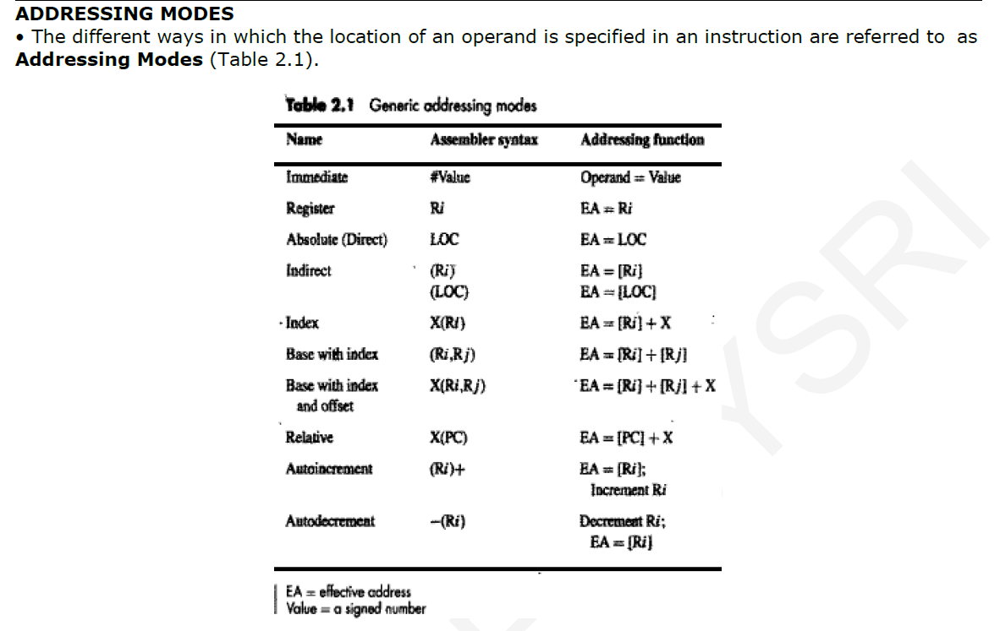 ADDRESSING MODES
• The different ways in which the location of an operand is specified in an instruction are referred to as
Addressing Modes (Table 2.1).
Table 2.1 Generic addressing modes
Name Assembler syntax Addressing function
Immediate #Value Operand = Value
Register Ri EA = Ri
Absolute (Direct) LOC EA = LOC
Indirect (Ri) EA = [Ri]
(LOC) EA = [LOC]
Index X(Ri) EA = [Ri] + X
Base with index (Ri,Rj) EA = [Ri] + [Rj]
Base with index X(Ri,Rj) EA = [Ri] + [Rj] + X
and offset
Relative X(PC) EA = [PC] + X
Autoincrement (Ri)+ EA = [Ri];
Increment Ri
Autodecrement −(Ri) Decrement Ri;
EA = [Ri]
EA = effective address
Value = a signed number
YSRI